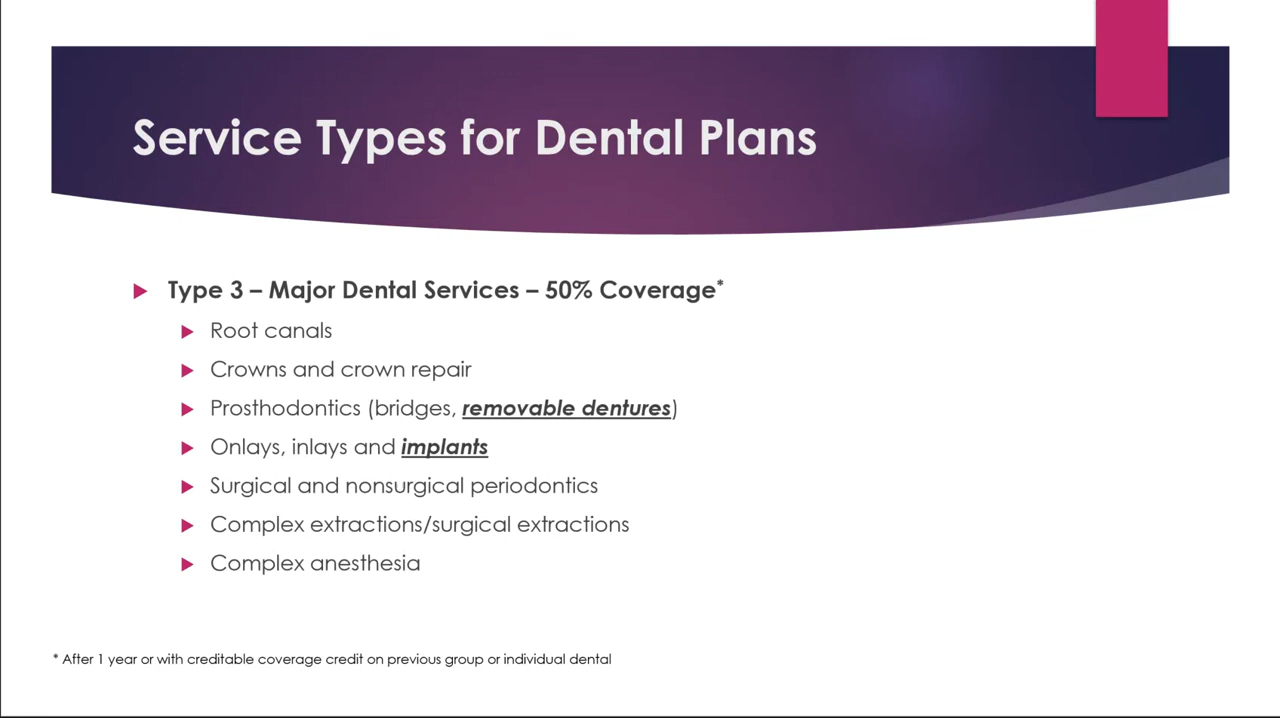 Service Types for Dental Plans
Type 3 – Major Dental Services – 50% Coverage*
Root canals
Crowns and crown repair
Prosthodontics (bridges, removable dentures)
Onlays, inlays and implants
Surgical and nonsurgical periodontics
Complex extractions/surgical extractions
Complex anesthesia
* After 1 year or with creditable coverage credit on previous group or individual dental